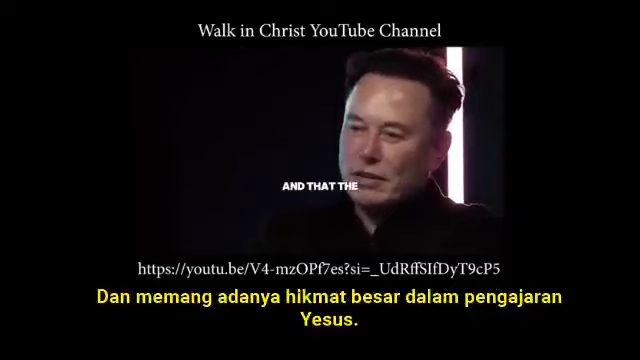 Walk in Christ YouTube Channel
AND THAT THE
https://youtu.be/V4-mzOPf7es?si=_UdRffSIfDyT9cP5
Dan memang adanya hikmat besar dalam pengajaran
Yesus.